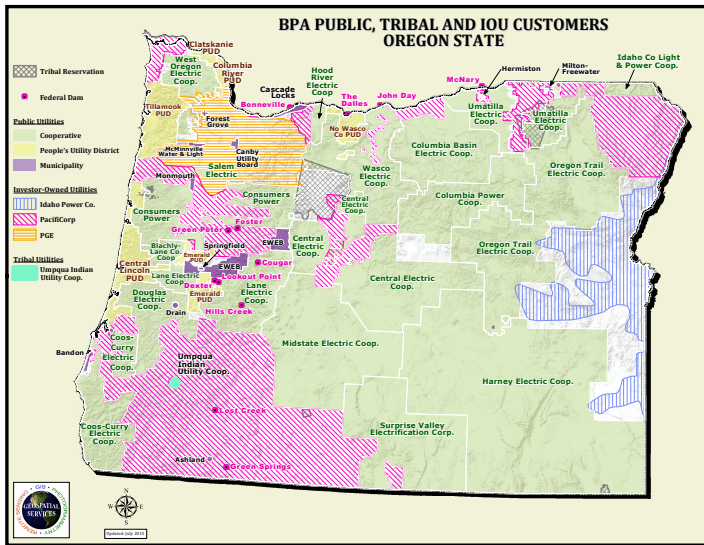 BPA PUBLIC, TRIBAL AND IOU CUSTOMERS
OREGON STATE
Tribal Reservation
Federal Dam
Public Utilities
Cooperative
People's Utility District
Municipality
Investor-Owned Utilities
Idaho Power Co.
PacifiCorp
PGE
Tribal Utilities
Umpqua Indian
Utility Coop.
Clatskanie
PUD
West
Oregon
Electric
Coop.
Columbia
River
PUD
Hood
River
Electric
Coop
Cascade
Locks
Bonneville
The
Dalles
John Day
McNary
Hermiston
Milton-
Freewater
Idaho Co Light
& Power Coop.
Tillamook
PUD
Forest
Grove
No Wasco
Co PUD
Umatilla
Electric
Coop.
Umatilla
Electric
Coop.
McMinnville
Water & Light
Canby
Utility
Board
Salem
Electric
Monmouth
Wasco
Electric
Coop.
Columbia Basin
Electric Coop.
Oregon Trail
Electric Coop.
Consumers
Power
Consumers
Power
Central
Electric
Coop.
Columbia Power
Coop.
Green Peter
Foster
Blachly-
Lane Co.
Coop
Springfield
EWEB
Central
Electric
Coop.
Oregon Trail
Electric Coop.
Central
Lincoln
PUD
Emerald
PUD
EWEB
Cougar
Lane Electric
Coop
Lookout Point
Dexter
Emerald
PUD
Lane
Electric
Coop.
Central Electric
Coop.
Douglas
Electric
Coop.
Drain
Hills Creek
Coos-
Curry
Electric
Coop.
Bandon
Umpqua
Indian
Utility Coop.
Midstate Electric Coop.
Harney Electric Coop.
Coos-Curry
Electric
Coop.
Lost Creek
Surprise Valley
Electrification Corp.
Ashland
Green Springs
REMOTE SENSING • GIS • PHOTOGRAMMETRY
GEOSPATIAL
SERVICES
N
W
E
S
Updated: July 2015